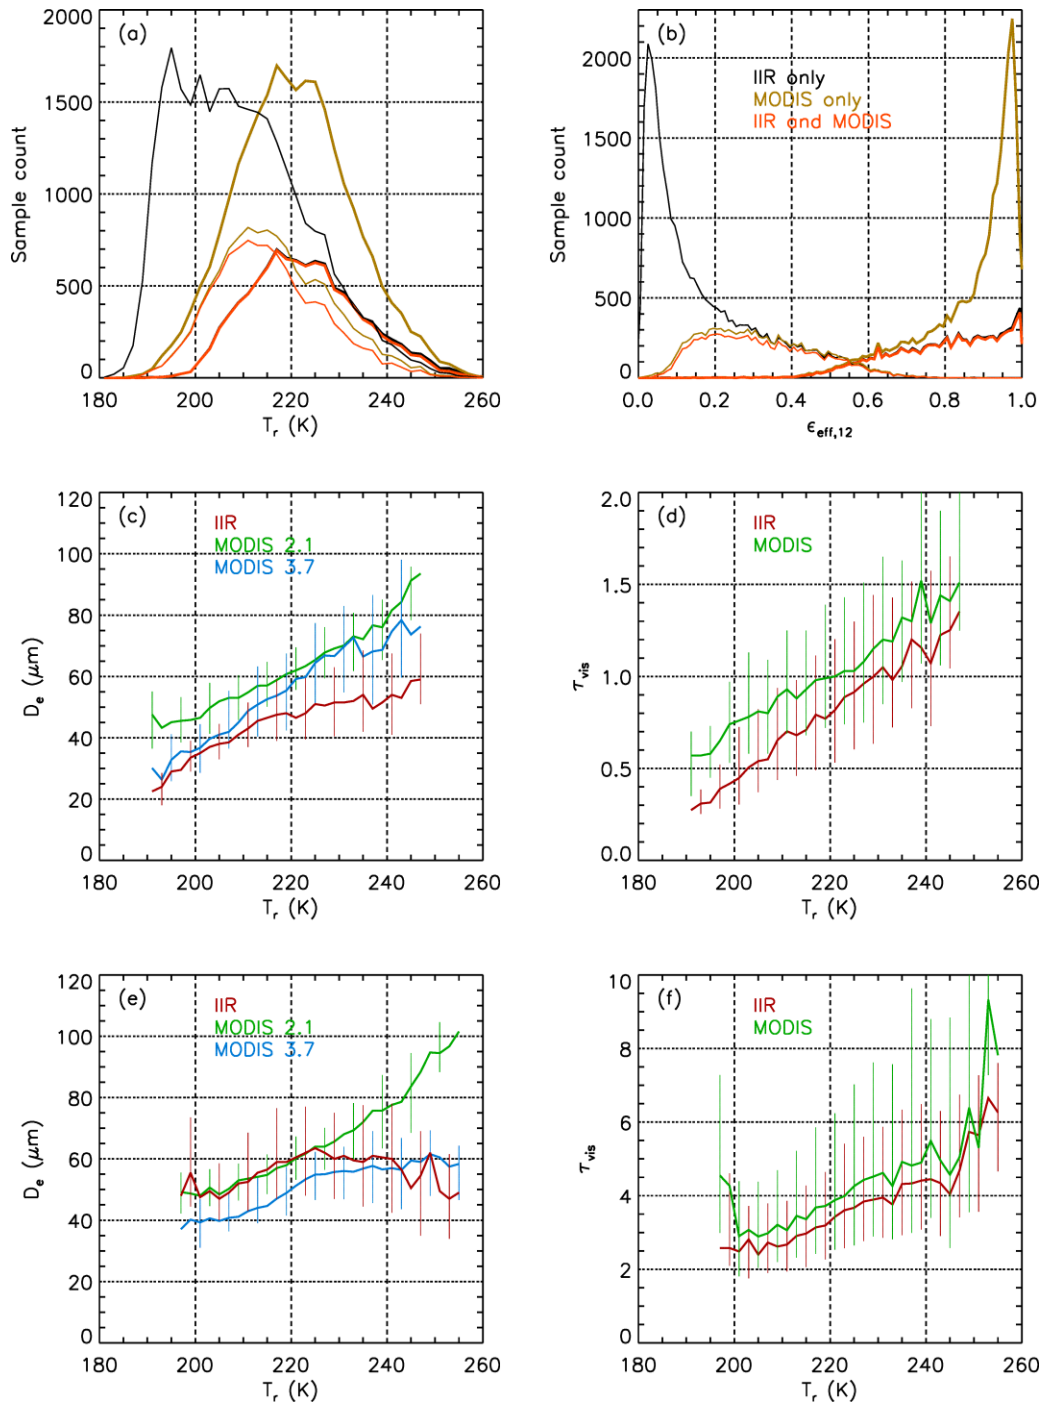 2000
1500
1000
500
0
Sample count
(a)
180 200 220 240 260
T_r (K)
2000
1500
1000
500
0
Sample count
(b)
IIR only
MODIS only
IIR and MODIS
0.0 0.2 0.4 0.6 0.8 1.0
ϵ_eff,12
120
100
80
60
40
20
0
D_e (μm)
(c)
IIR
MODIS 2.1
MODIS 3.7
180 200 220 240 260
T_r (K)
2.0
1.5
1.0
0.5
0.0
τ_vis
(d)
IIR
MODIS
180 200 220 240 260
T_r (K)
120
100
80
60
40
20
0
D_e (μm)
(e)
IIR
MODIS 2.1
MODIS 3.7
180 200 220 240 260
T_r (K)
10
8
6
4
2
0
τ_vis
(f)
IIR
MODIS
180 200 220 240 260
T_r (K)